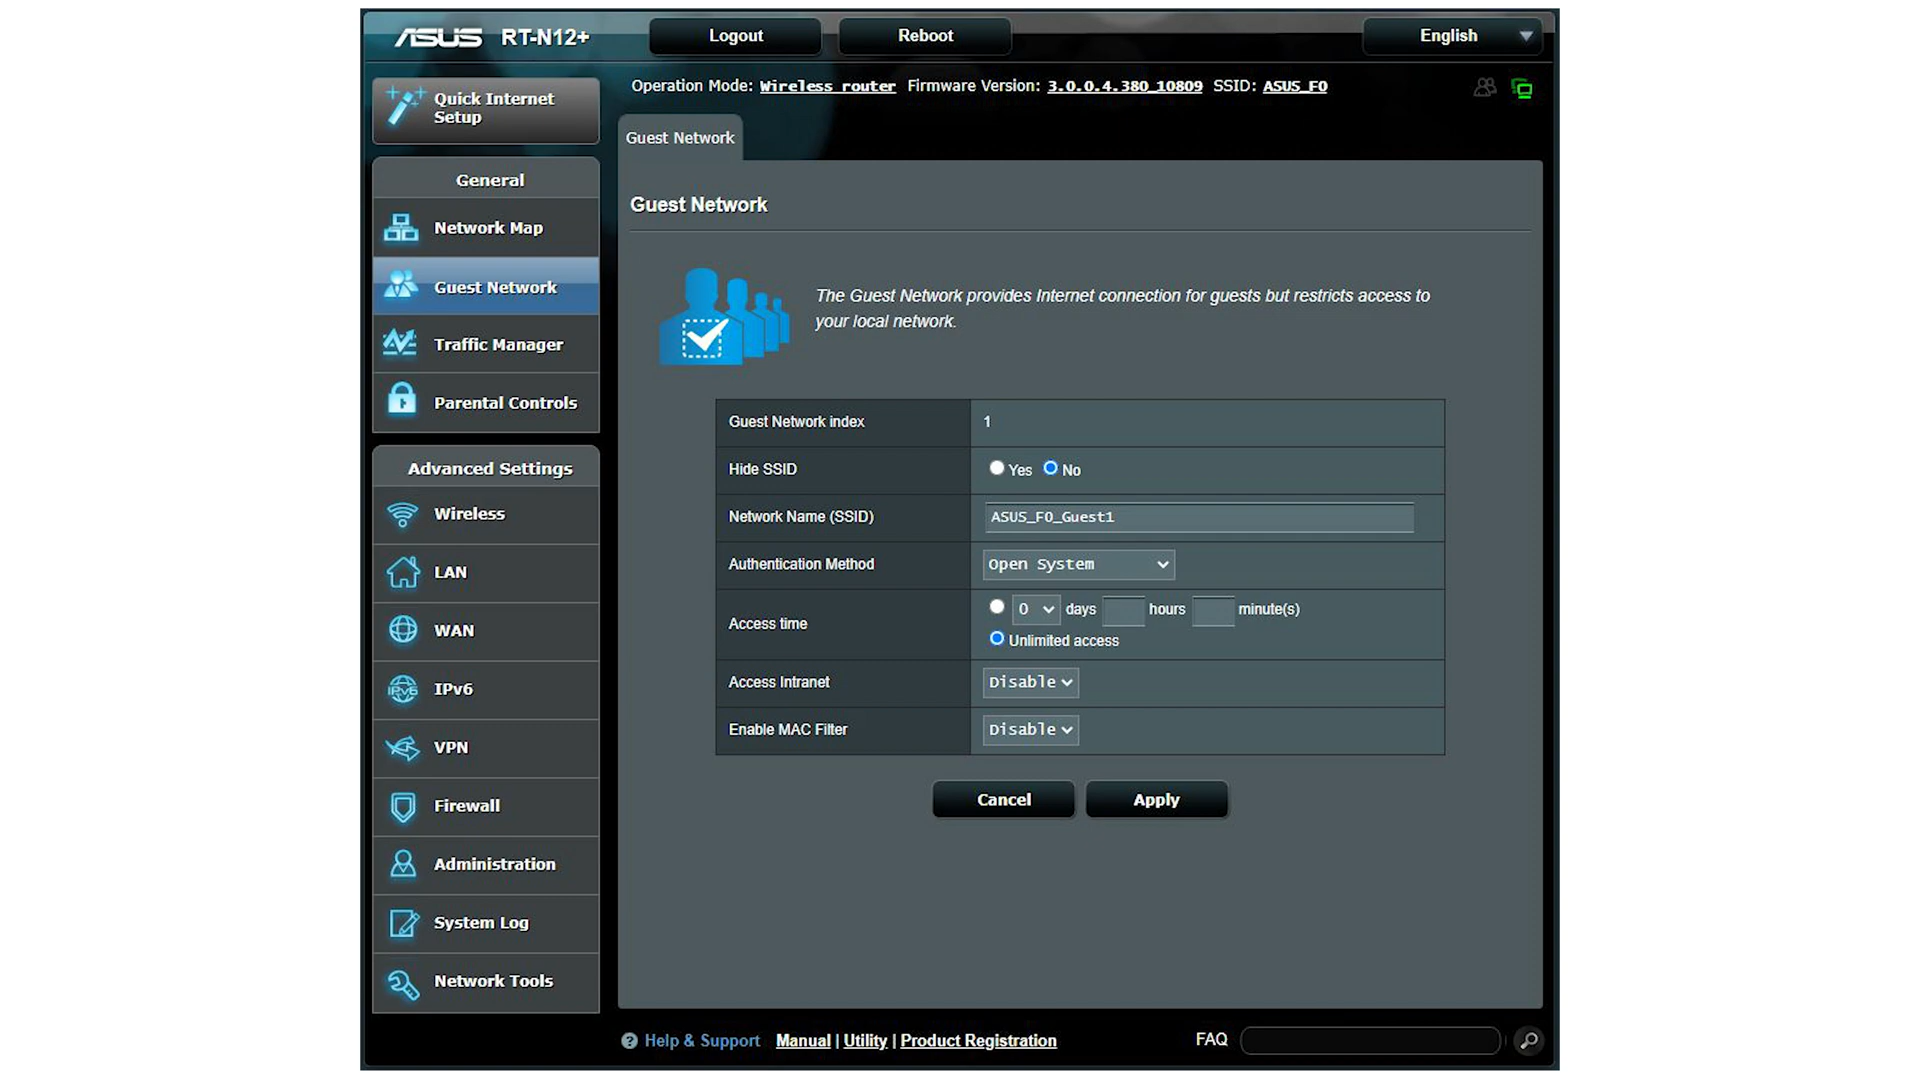 ASUS RT-N12+
Logout
Reboot
English
Quick Internet
Setup
Operation Mode: Wireless router Firmware Version: 3.0.0.4.380_10809 SSID: ASUS_F0
General
Network Map
Guest Network
Traffic Manager
Parental Controls
Advanced Settings
Wireless
LAN
WAN
IPv6
IPv6
VPN
Firewall
Administration
System Log
Network Tools
Guest Network
Guest Network
The Guest Network provides Internet connection for guests but restricts access to
your local network.
Guest Network index 1
Hide SSID Yes No
Network Name (SSID) ASUS_F0_Guest1
Authentication Method Open System
Access time 0 days hours minute(s)
Unlimited access
Access Intranet Disable
Enable MAC Filter Disable
Cancel Apply
? Help & Support Manual | Utility | Product Registration FAQ